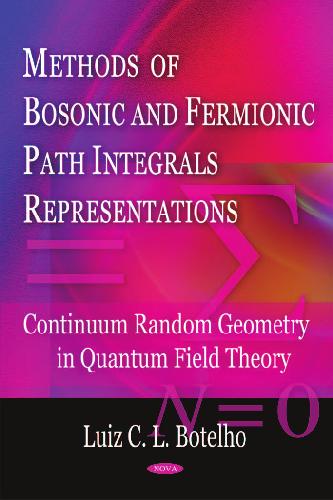 METHODS OF
BOSONIC AND FERMIONIC
PATH INTEGRALS
REPRESENTATIONS
= Σ
Continuum Random Geometry
in Quantum Field Theory
N=0
Luiz C. L. Botelho
NOVA